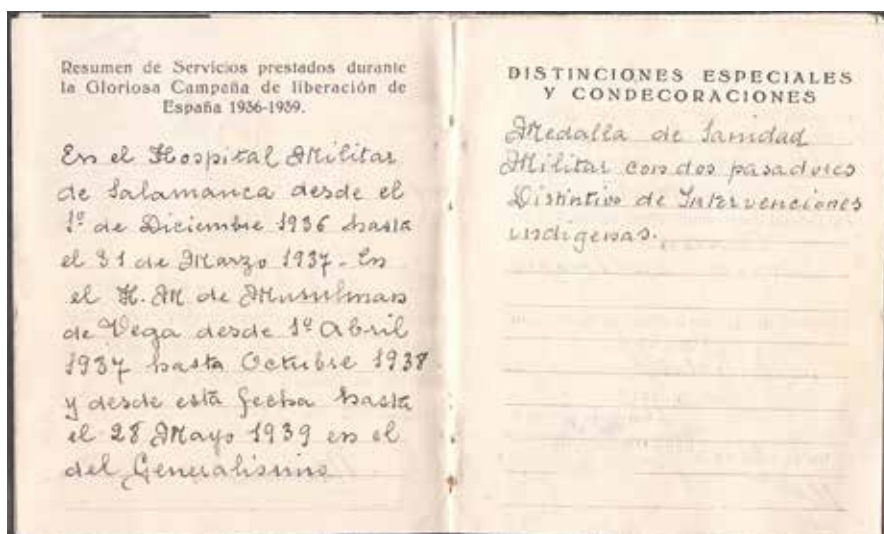 Resumen de Servicios prestados durante
la Gloriosa Campaña de liberación de
España 1936-1939.
En el Hospital Militar
de Salamanca desde el
1º de Diciembre 1936 hasta
el 31 de Marzo 1937 - En
el H. M de Musulman
de Vega desde 1º Abril
1937 hasta Octubre 1938
y desde esta fecha hasta
el 28 Mayo 1939 en el
del Generalisimo
DISTINCIONES ESPECIALES
Y CONDECORACIONES
Medalla de Sanidad
Militar con dos pasadores
Distintivo de Intervenciones
indigenas.